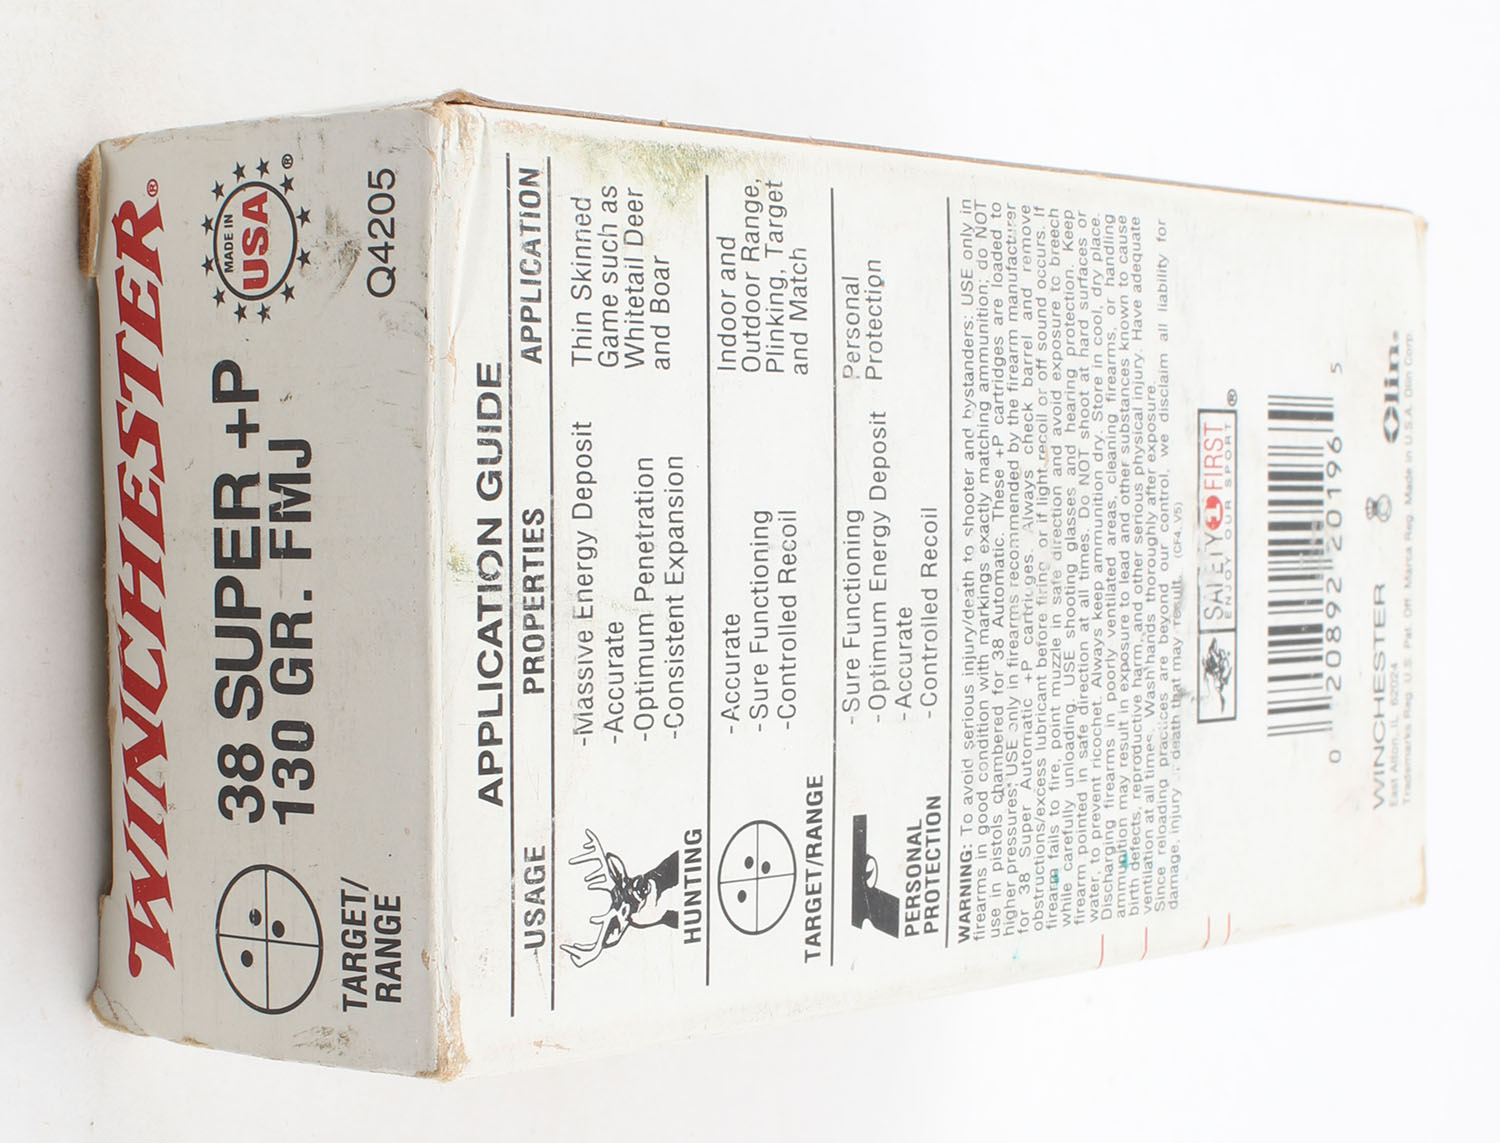 WINCHESTER®
38 SUPER +P
130 GR. FMJ
MADE IN
USA
®
TARGET/
RANGE
Q4205
APPLICATION GUIDE
USAGE PROPERTIES APPLICATION
HUNTING
-Massive Energy Deposit
-Accurate
-Optimum Penetration
-Consistent Expansion
Thin Skinned
Game such as
Whitetail Deer
and Boar
TARGET/RANGE
-Accurate
-Sure Functioning
-Controlled Recoil
Indoor and
Outdoor Range,
Plinking, Target
and Match
PERSONAL
PROTECTION
-Sure Functioning
-Optimum Energy Deposit
-Accurate
-Controlled Recoil
Personal
Protection
WARNING: To avoid serious injury/death to shooter and bystanders: USE only in
firearms in good condition with markings exactly matching ammunition; do NOT
use in pistols chambered for 38 Automatic. These +P cartridges are loaded to
higher pressures. USE only in firearms recommended by the firearm manufacturer
for 38 Super Automatic +P cartridges. Always check barrel and remove
obstructions/excess lubricant before firing or if light recoil or off sound occurs. If
firearm fails to fire, point muzzle in safe direction and avoid exposure to breech
while carefully unloading. USE shooting glasses and hearing protection. Keep
firearm pointed in safe direction at all times. Do NOT shoot at hard surfaces or
water, to prevent ricochet. Always keep ammunition dry. Store in cool, dry place.
Discharging firearms in poorly ventilated areas, cleaning firearms, or handling
ammunition may result in exposure to lead and other substances known to cause
birth defects, reproductive harm, and other serious physical injury. Have adequate
ventilation at all times. Wash hands thoroughly after exposure.
Since reloading practices are beyond our control, we disclaim all liability for
damage, injury death that may result. (CF4.V5)
SAFETY FIRST®
ENJOY OUR SPORT
0 20892 20196 5
WINCHESTER
East Alton, IL 62024
Trademarks Reg. U.S. Pat. Off. Marca Reg. Made in U.S.A. Olin Corp.
Olin®